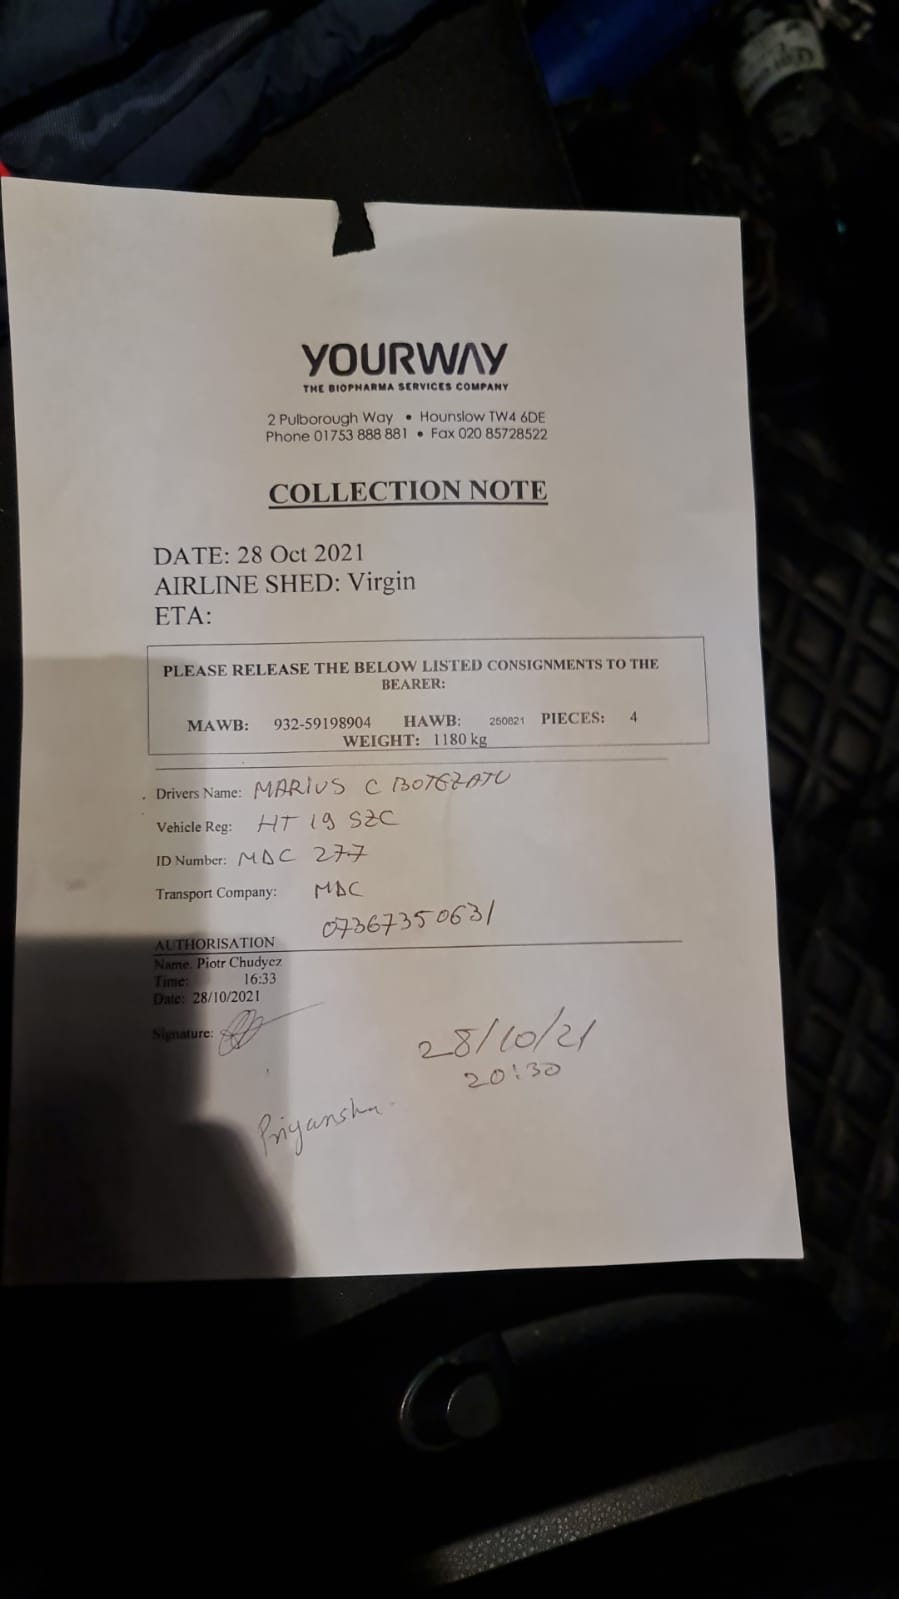 YOURWAY
THE BIOPHARMA SERVICES COMPANY
2 Pulborough Way • Hounslow TW4 6DE
Phone 01753 888 881 • Fax 020 85728522
COLLECTION NOTE
DATE: 28 Oct 2021
AIRLINE SHED: Virgin
ETA:
PLEASE RELEASE THE BELOW LISTED CONSIGNMENTS TO THE
BEARER:
MAWB: 932-59198904 HAWB: 250821 PIECES: 4
WEIGHT: 1180 kg
Drivers Name: MARIUS C BOTEZATU
Vehicle Reg: HT 19 SZC
ID Number: MDC 277
Transport Company: MDC
07367350631
AUTHORISATION
Name: Piotr Chudycz
Time: 16:33
Date: 28/10/2021
Signature:
28/10/21
20:30
Priyanshu